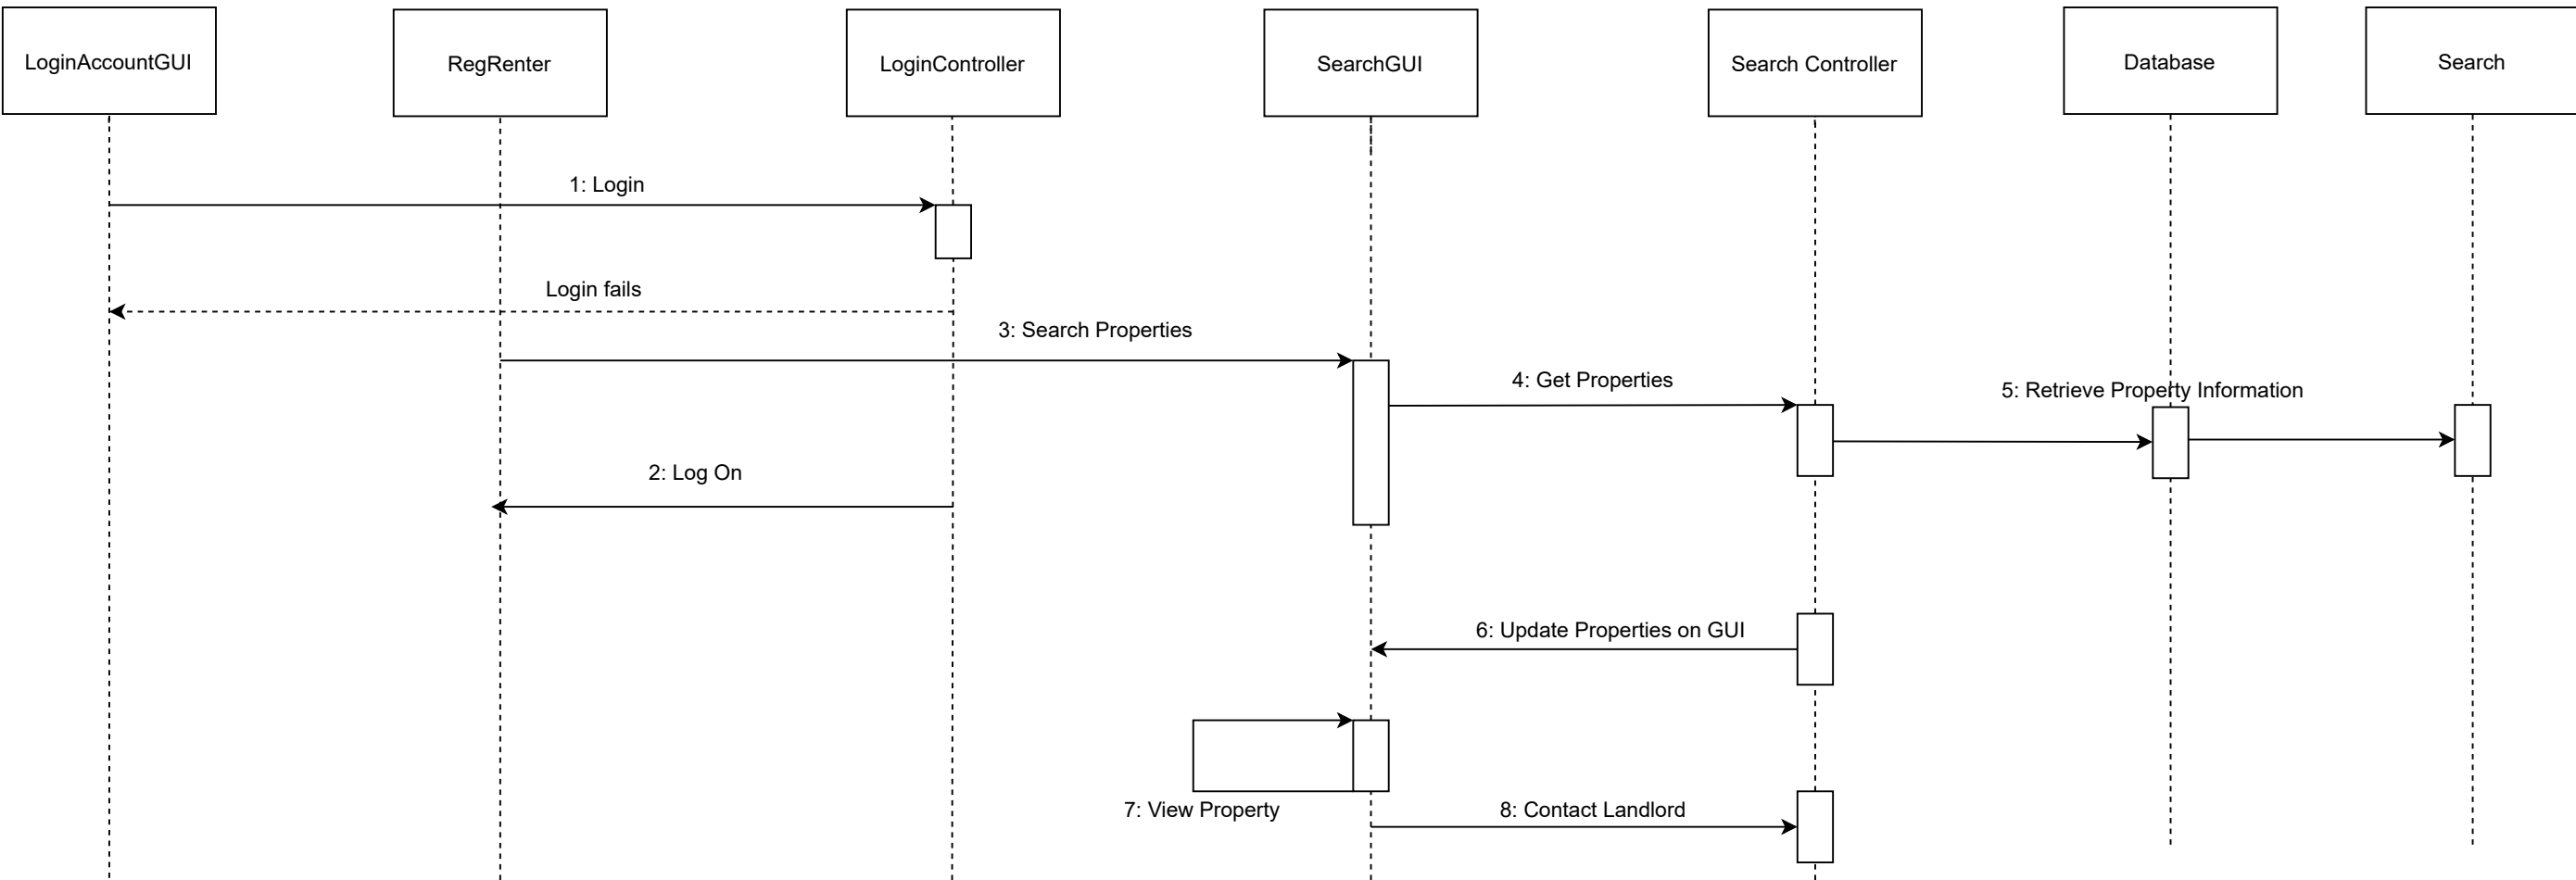 LoginAccountGUI
RegRenter
LoginController
SearchGUI
Search Controller
Database
Search
1: Login
Login fails
3: Search Properties
4: Get Properties
5: Retrieve Property Information
2: Log On
6: Update Properties on GUI
7: View Property
8: Contact Landlord